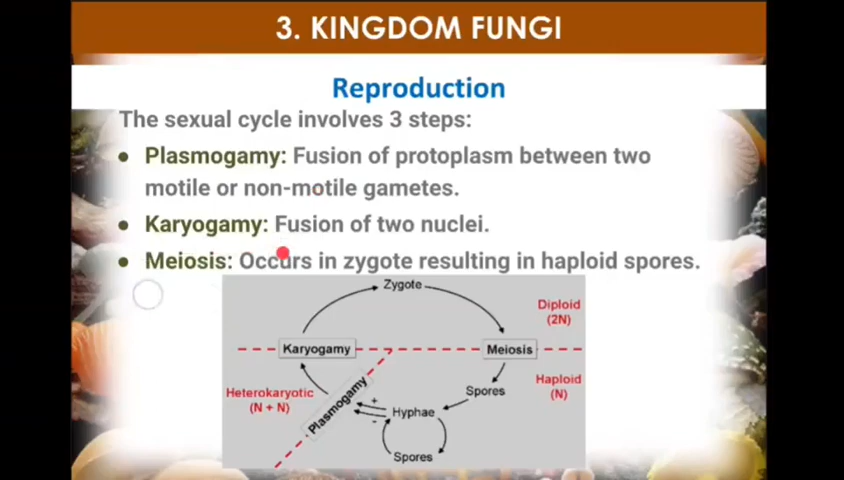 3. KINGDOM FUNGI
Reproduction
The sexual cycle involves 3 steps:
• Plasmogamy: Fusion of protoplasm between two
motile or non-motile gametes.
• Karyogamy: Fusion of two nuclei.
• Meiosis: Occurs in zygote resulting in haploid spores.
Zygote
Diploid
(2N)
Karyogamy
Meiosis
Heterokaryotic
(N + N)
Plasmogamy
+
-
Hyphae
Spores
Haploid
(N)
Spores